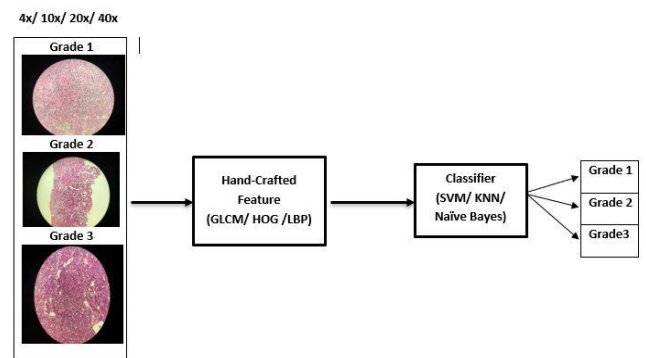 4x/ 10x/ 20x/ 40x
Grade 1
Grade 2
Grade 3
Hand-Crafted
Feature
(GLCM/ HOG /LBP)
Classifier
(SVM/ KNN/
Naïve Bayes)
Grade 1
Grade 2
Grade3